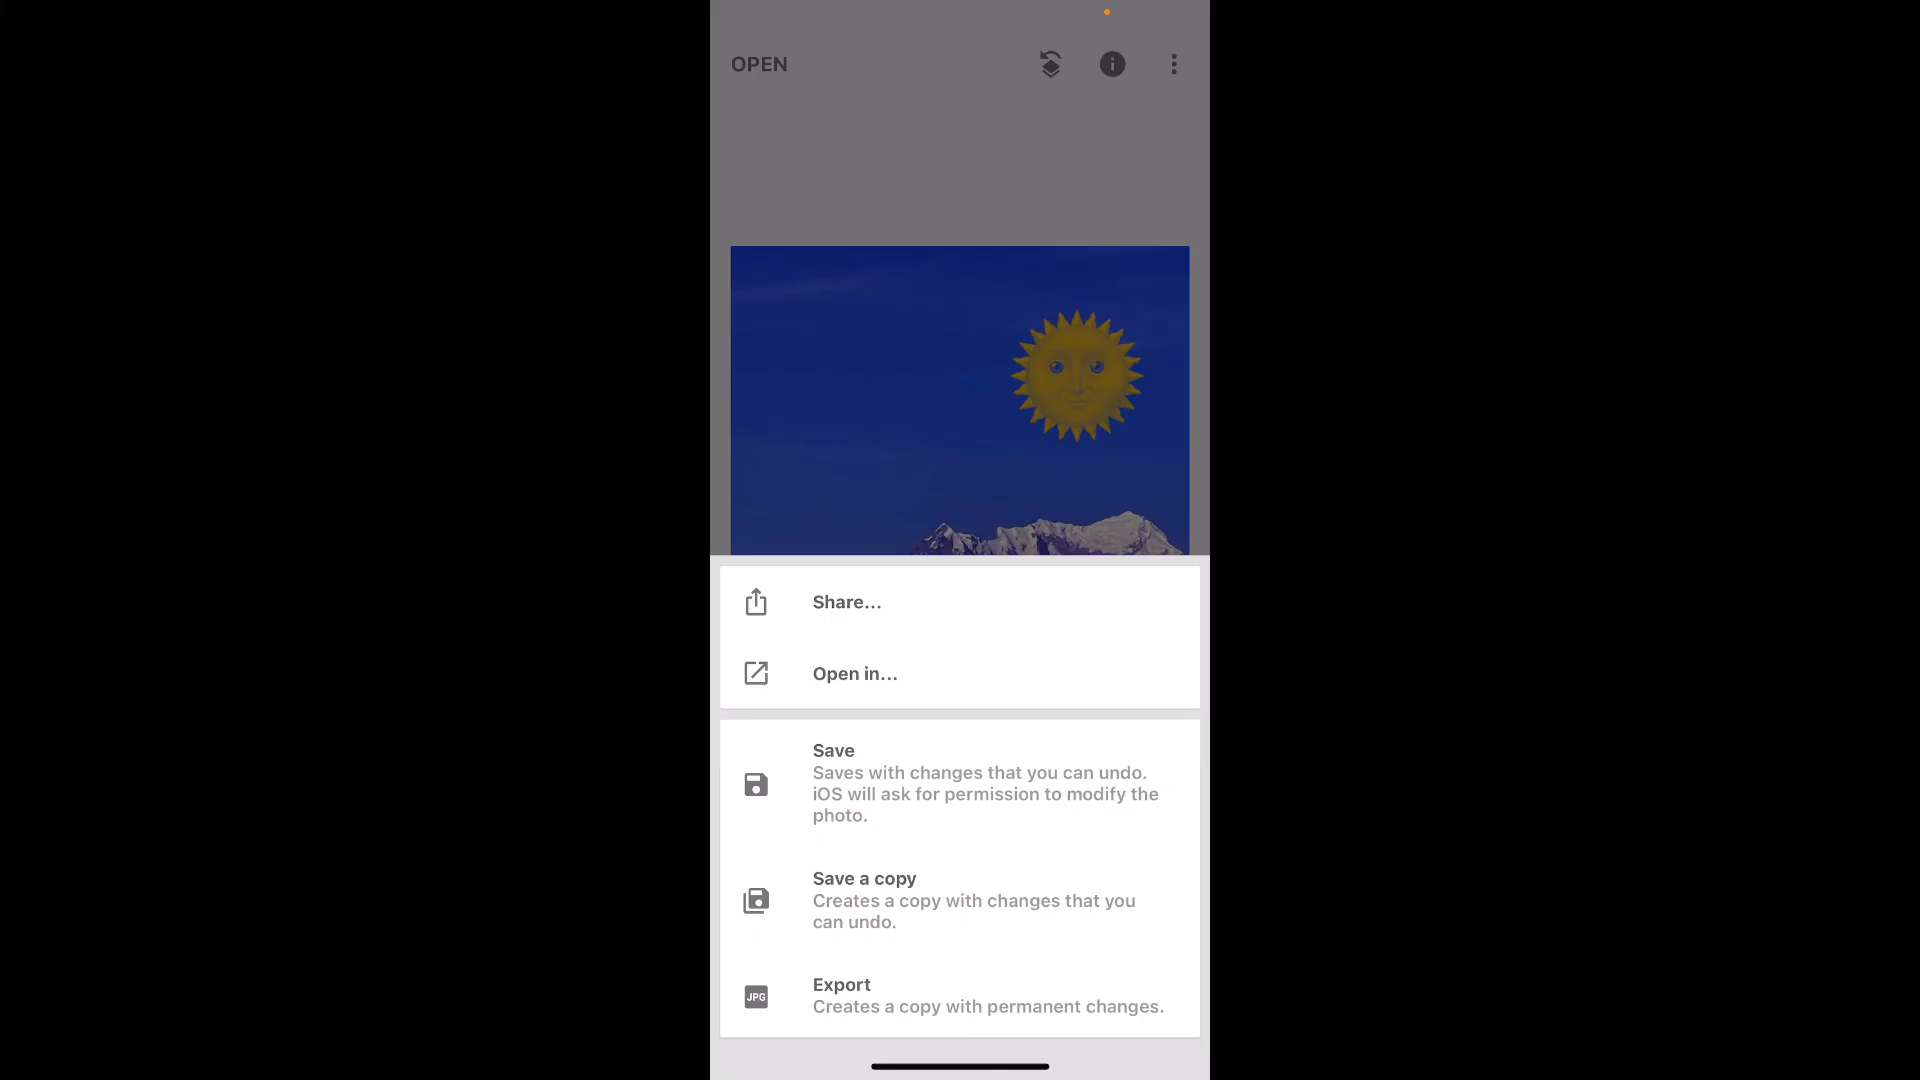 OPEN
Share...
Open in...
Save
Saves with changes that you can undo.
iOS will ask for permission to modify the
photo.
Save a copy
Creates a copy with changes that you
can undo.
JPG
Export
Creates a copy with permanent changes.